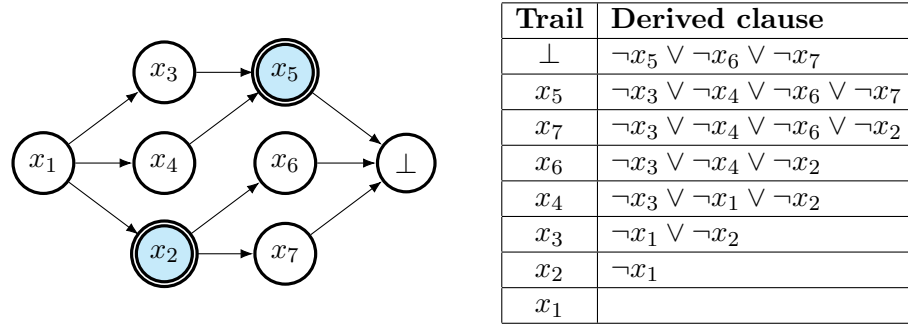 x3 x5
x1 x4 x6 ⊥
x2 x7
Trail Derived clause
⊥ ¬x5 ∨ ¬x6 ∨ ¬x7
x5 ¬x3 ∨ ¬x4 ∨ ¬x6 ∨ ¬x7
x7 ¬x3 ∨ ¬x4 ∨ ¬x6 ∨ ¬x2
x6 ¬x3 ∨ ¬x4 ∨ ¬x2
x4 ¬x3 ∨ ¬x1 ∨ ¬x2
x3 ¬x1 ∨ ¬x2
x2 ¬x1
x1